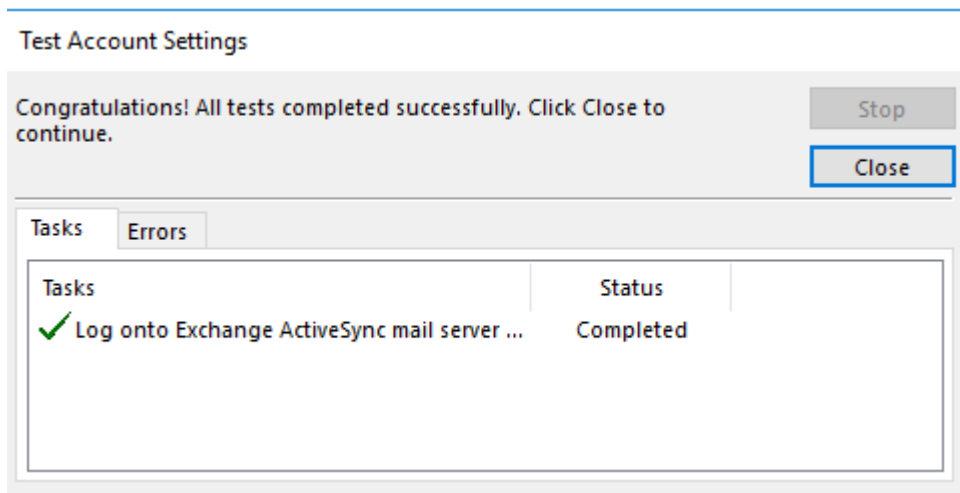 Test Account Settings
Congratulations! All tests completed successfully. Click Close to
continue.
Stop
Close
Tasks
Errors
Tasks Status
Log onto Exchange ActiveSync mail server ... Completed